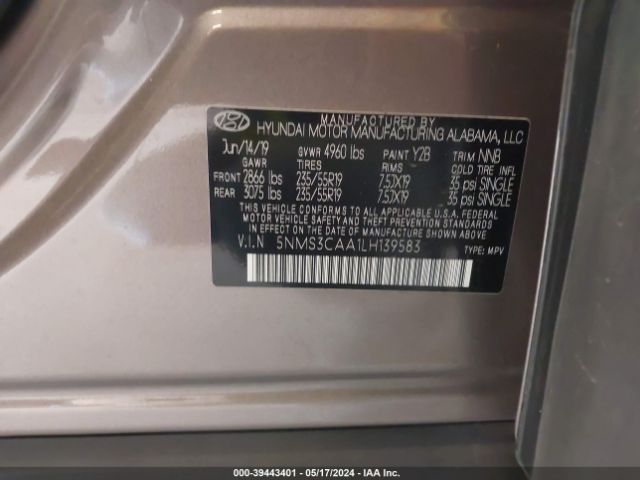 MANUFACTURED BY
HYUNDAI MOTOR MANUFACTURING ALABAMA, LLC
Jun/14/19 GVWR 4960 lbs PAINT Y2B TRIM NNB
GAWR TIRES RIMS COLD TIRE INFL
FRONT 2866 lbs 235/55R19 7.5JX19 35 psi SINGLE
REAR 3075 lbs 235/55R19 7.5JX19 35 psi SINGLE
THIS VEHICLE CONFORMS TO ALL APPLICABLE U.S.A. FEDERAL
MOTOR VEHICLE SAFETY AND THEFT PREVENTION STANDARDS
IN EFFECT ON THE DATE OF MANUFACTURE SHOWN ABOVE.
V.I.N 5NMS3CAA1LH139583 TYPE: MPV
000-39443401 - 05/17/2024 - IAA Inc.